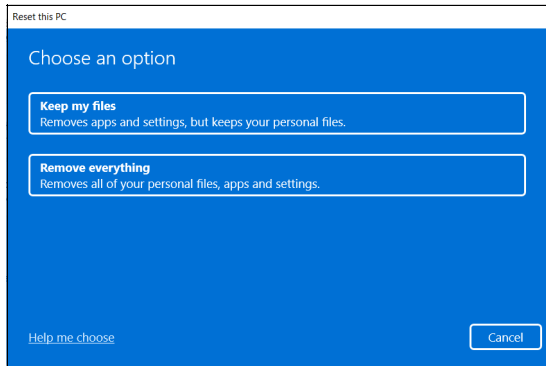 Reset this PC
Choose an option
Keep my files
Removes apps and settings, but keeps your personal files.
Remove everything
Removes all of your personal files, apps and settings.
Help me choose
Cancel